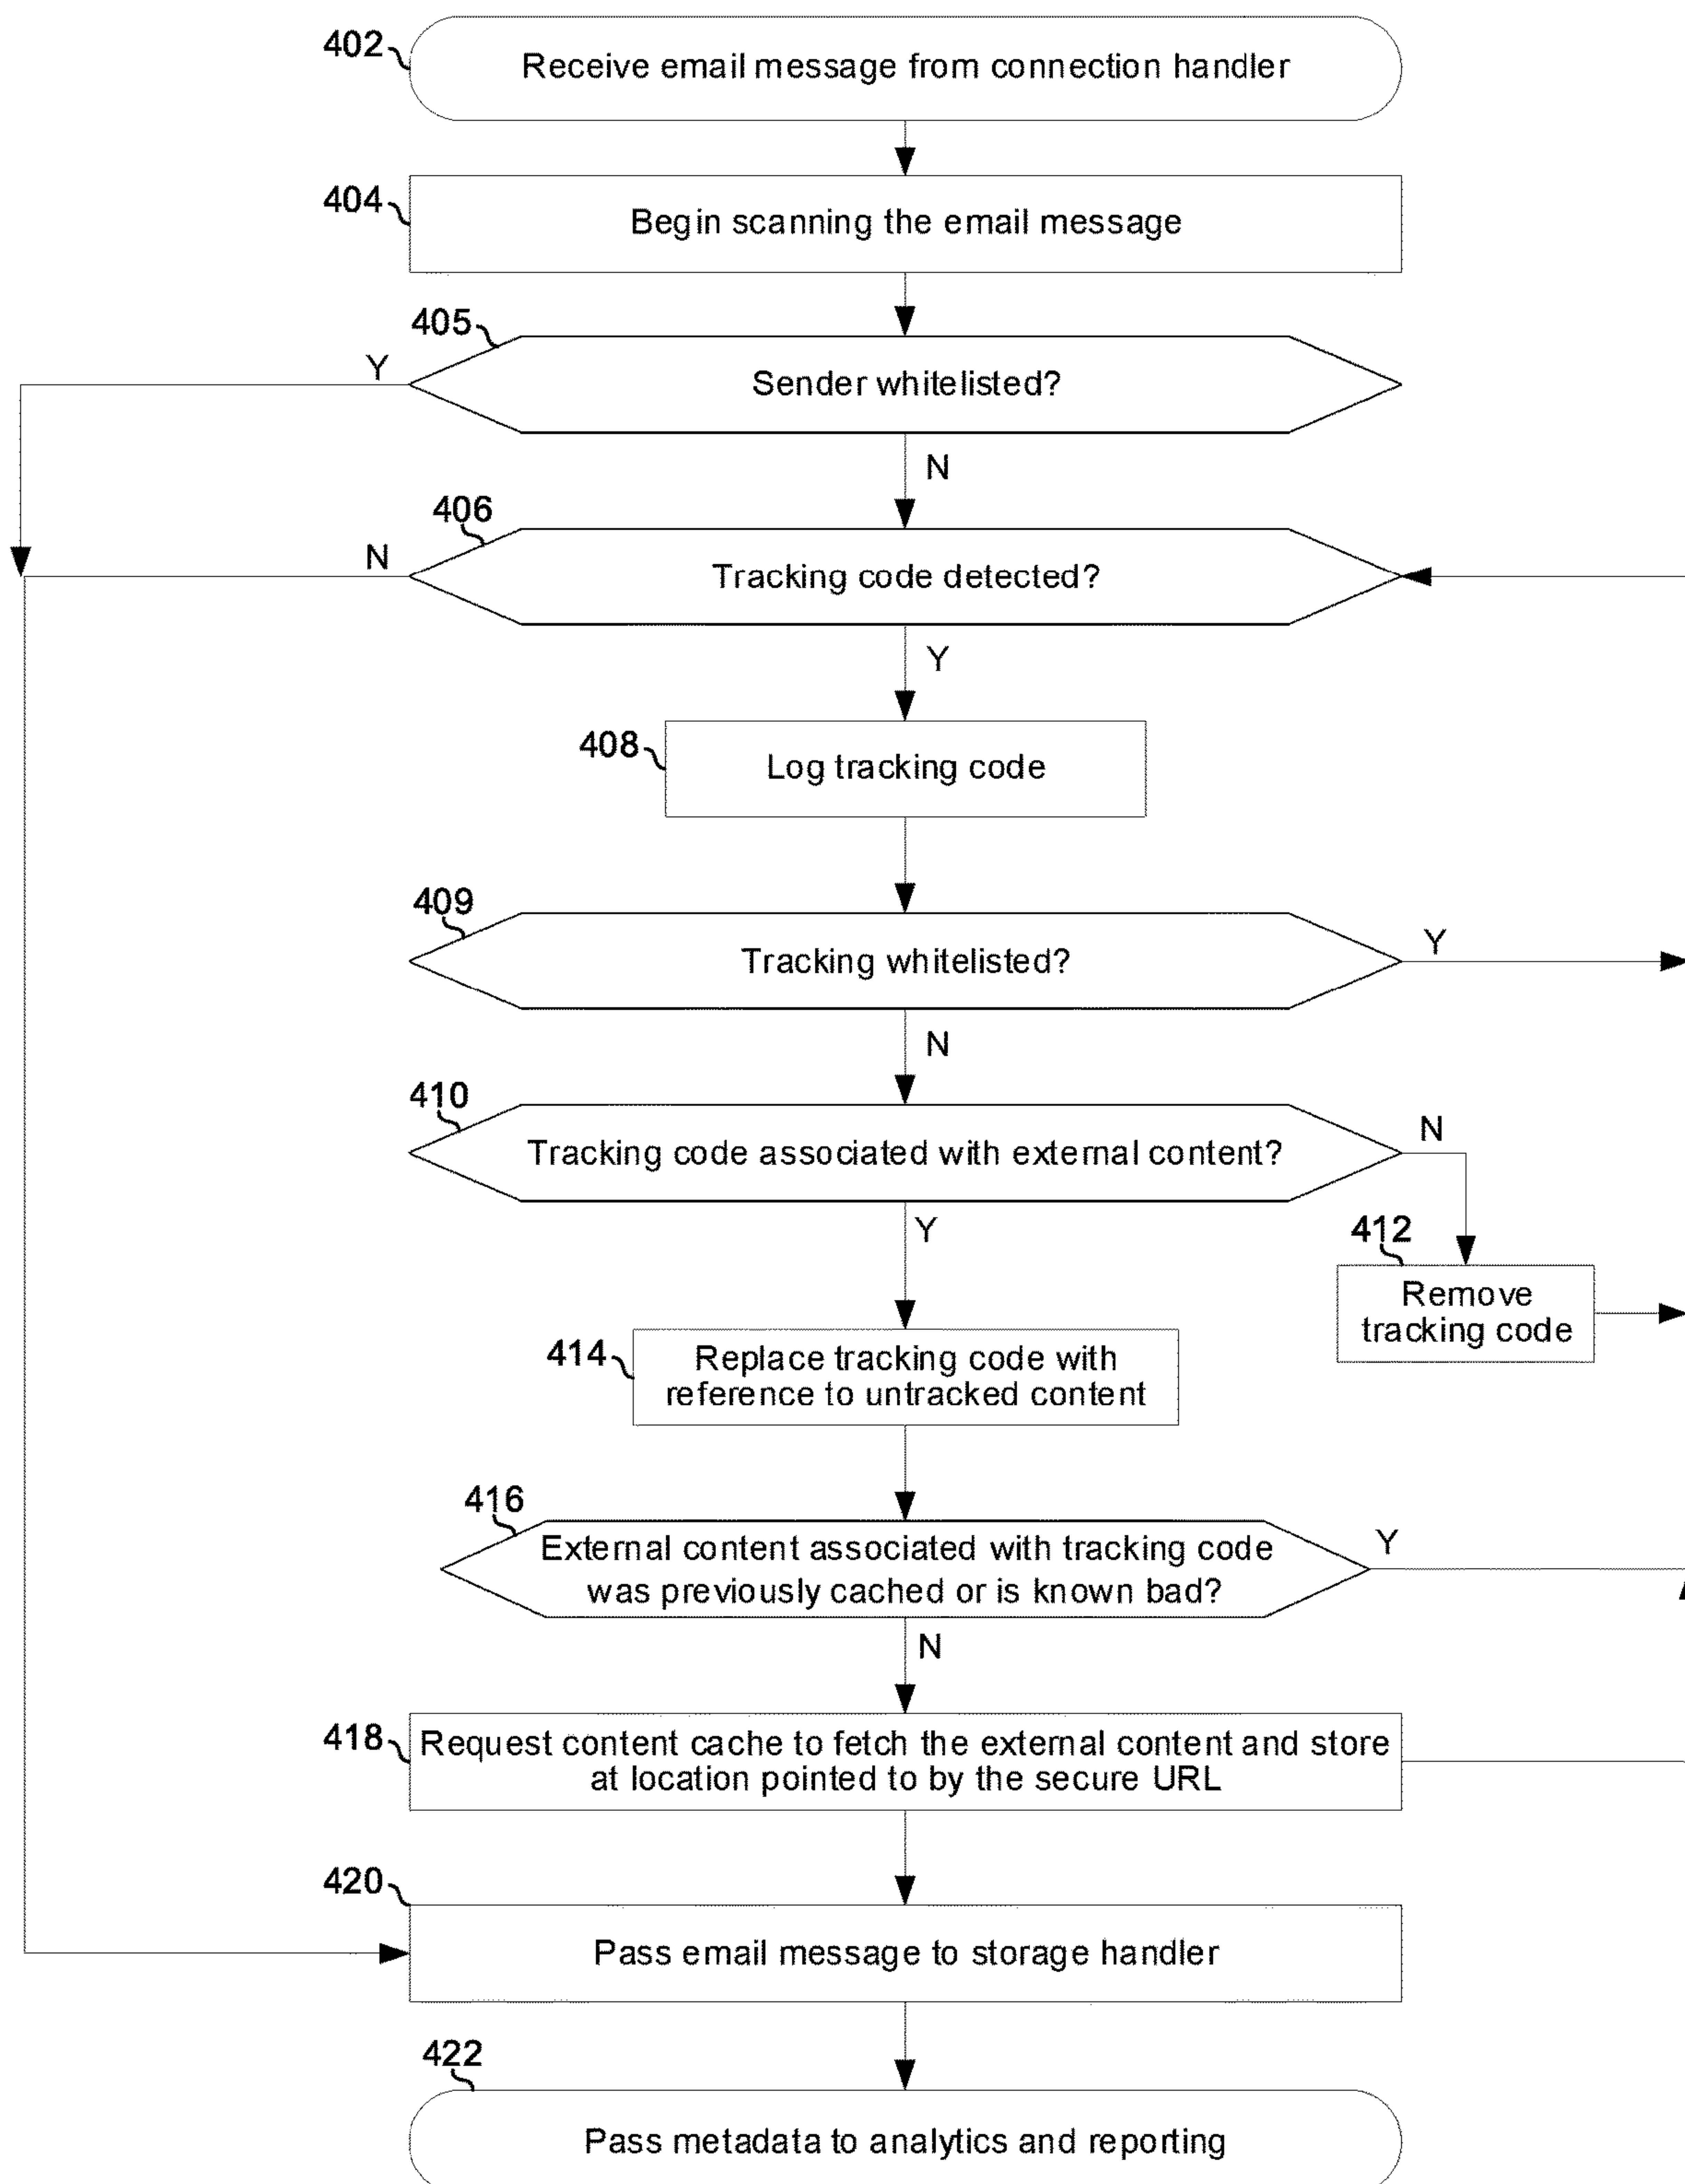 402
Receive email message from connection handler
404
Begin scanning the email message
405
Y
Sender whitelisted?
N
406
N
Tracking code detected?
Y
408
Log tracking code
409
Y
Tracking whitelisted?
N
410
N
Tracking code associated with external content?
Y
412
Remove
tracking code
414
Replace tracking code with
reference to untracked content
416
Y
External content associated with tracking code
was previously cached or is known bad?
N
418
Request content cache to fetch the external content and store
at location pointed to by the secure URL
420
Pass email message to storage handler
422
Pass metadata to analytics and reporting